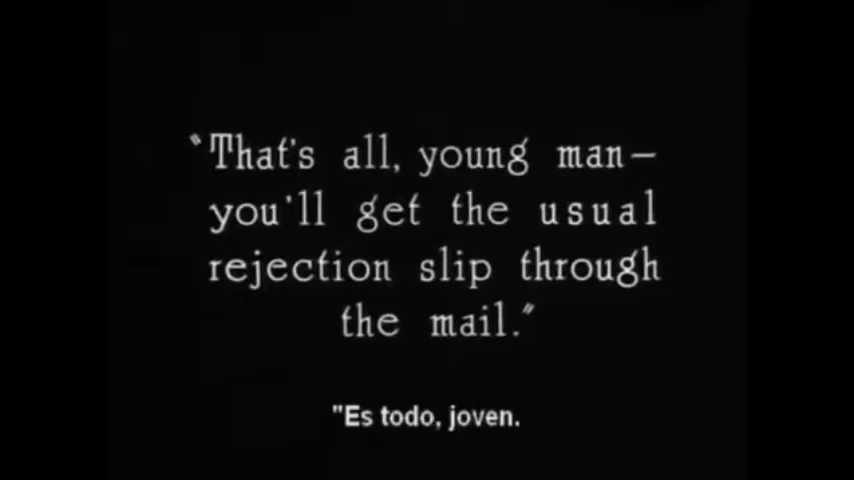 "That's all, young man—
you'll get the usual
rejection slip through
the mail."
"Es todo, joven.